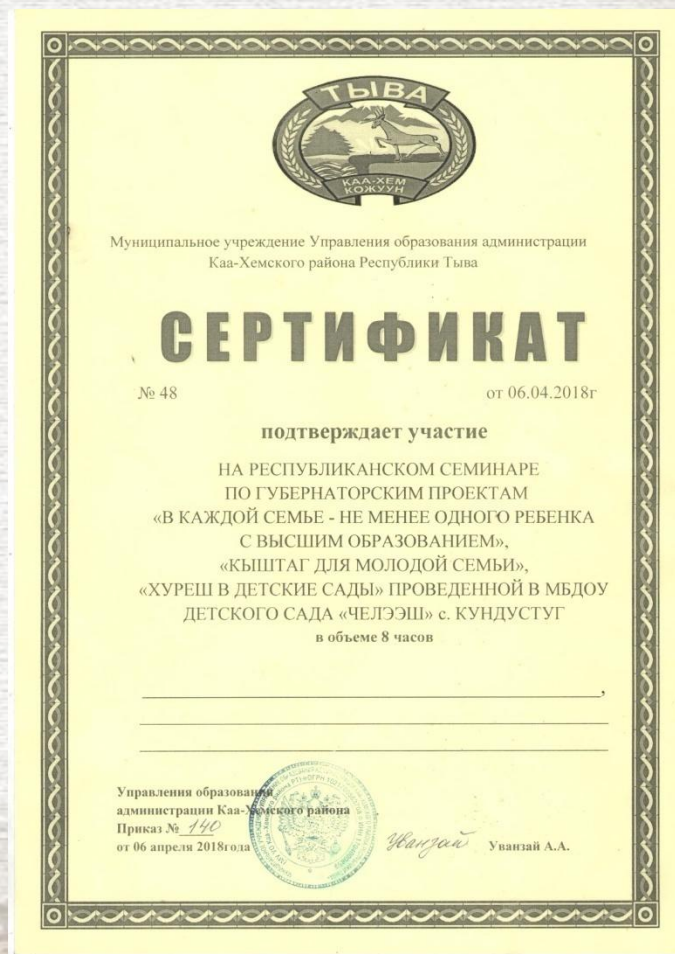 ТЫВА
КАА-ХЕМ
КОЖУУН
Муниципальное учреждение Управления образования администрации
Каа-Хемского района Республики Тыва
СЕРТИФИКАТ
№ 48 от 06.04.2018г
подтверждает участие
НА РЕСПУБЛИКАНСКОМ СЕМИНАРЕ
ПО ГУБЕРНАТОРСКИМ ПРОЕКТАМ
«В КАЖДОЙ СЕМЬЕ - НЕ МЕНЕЕ ОДНОГО РЕБЕНКА
С ВЫСШИМ ОБРАЗОВАНИЕМ»,
«КЫШТАГ ДЛЯ МОЛОДОЙ СЕМЬИ»,
«ХУРЕШ В ДЕТСКИЕ САДЫ» ПРОВЕДЕННОЙ В МБДОУ
ДЕТСКОГО САДА «ЧЕЛЭЭШ» с. КУНДУСТУГ
в объеме 8 часов
Управления образования
администрации Каа-Хемского района
Приказ № 140
от 06 апреля 2018года Уванзай Уванзай А.А.